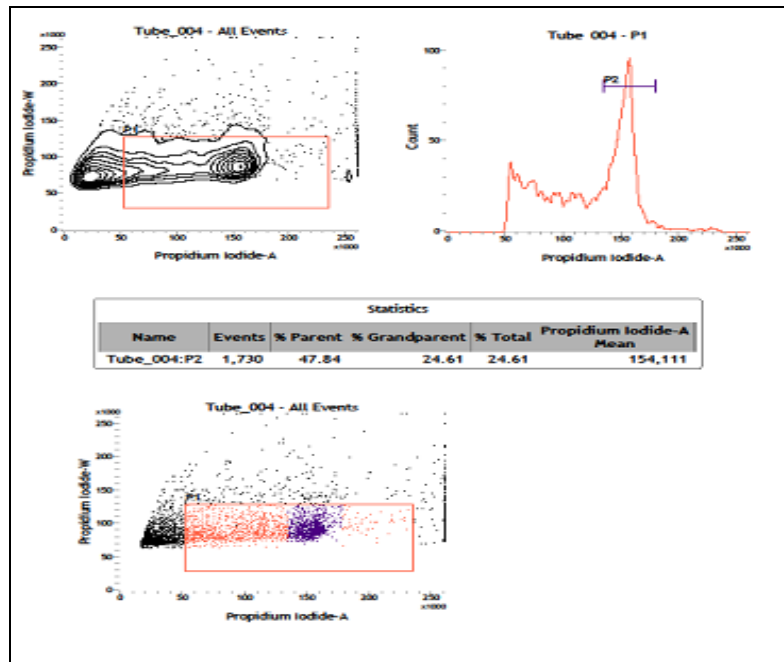 Tube_004 - All Events
x1000
250
200
150
100
50
0
Propidium Iodide-W
P1
0 50 100 150 200 250
x1000
Propidium Iodide-A
Tube_004 - P1
100
50
0
Count
P2
0 50 100 150 200 250
x1000
Propidium Iodide-A
Statistics
Name Events % Parent % Grandparent % Total Propidium Iodide-A Mean
Tube_004:P2 1,730 47.84 24.61 24.61 154,111
Tube_004 - All Events
x1000
250
200
150
100
50
0
Propidium Iodide-W
P1
0 50 100 150 200 250
x1000
Propidium Iodide-A